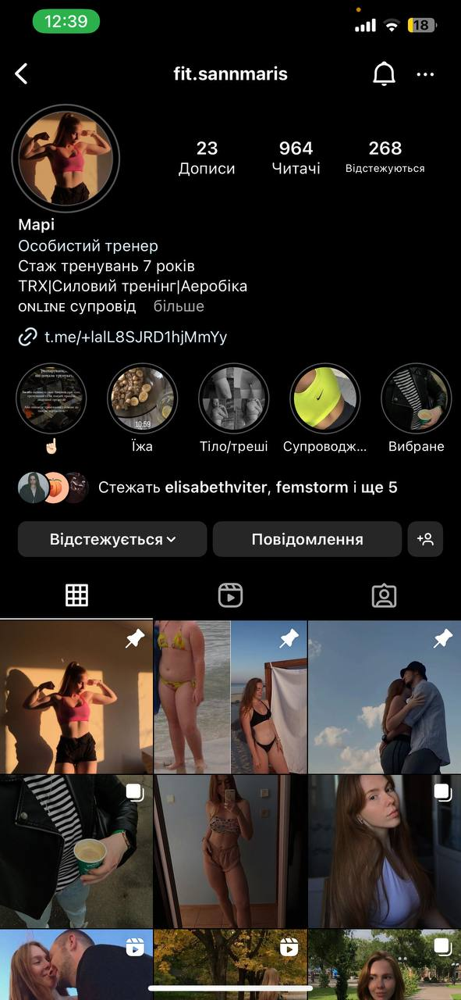 12:39
18
fit.sannmaris
23
Дописи
964
Читачі
268
Відстежуються
Марі
Особистий тренер
Стаж тренувань 7 років
TRX|Силовий тренінг|Аеробіка
ONLINE супровід більше
t.me/+lalL8SJRD1hjMmYy
10:59
Їжа
Тіло/треші
Супроводж...
Вибране
Стежать elisabethviter, femstorm і ще 5
Відстежується
Повідомлення